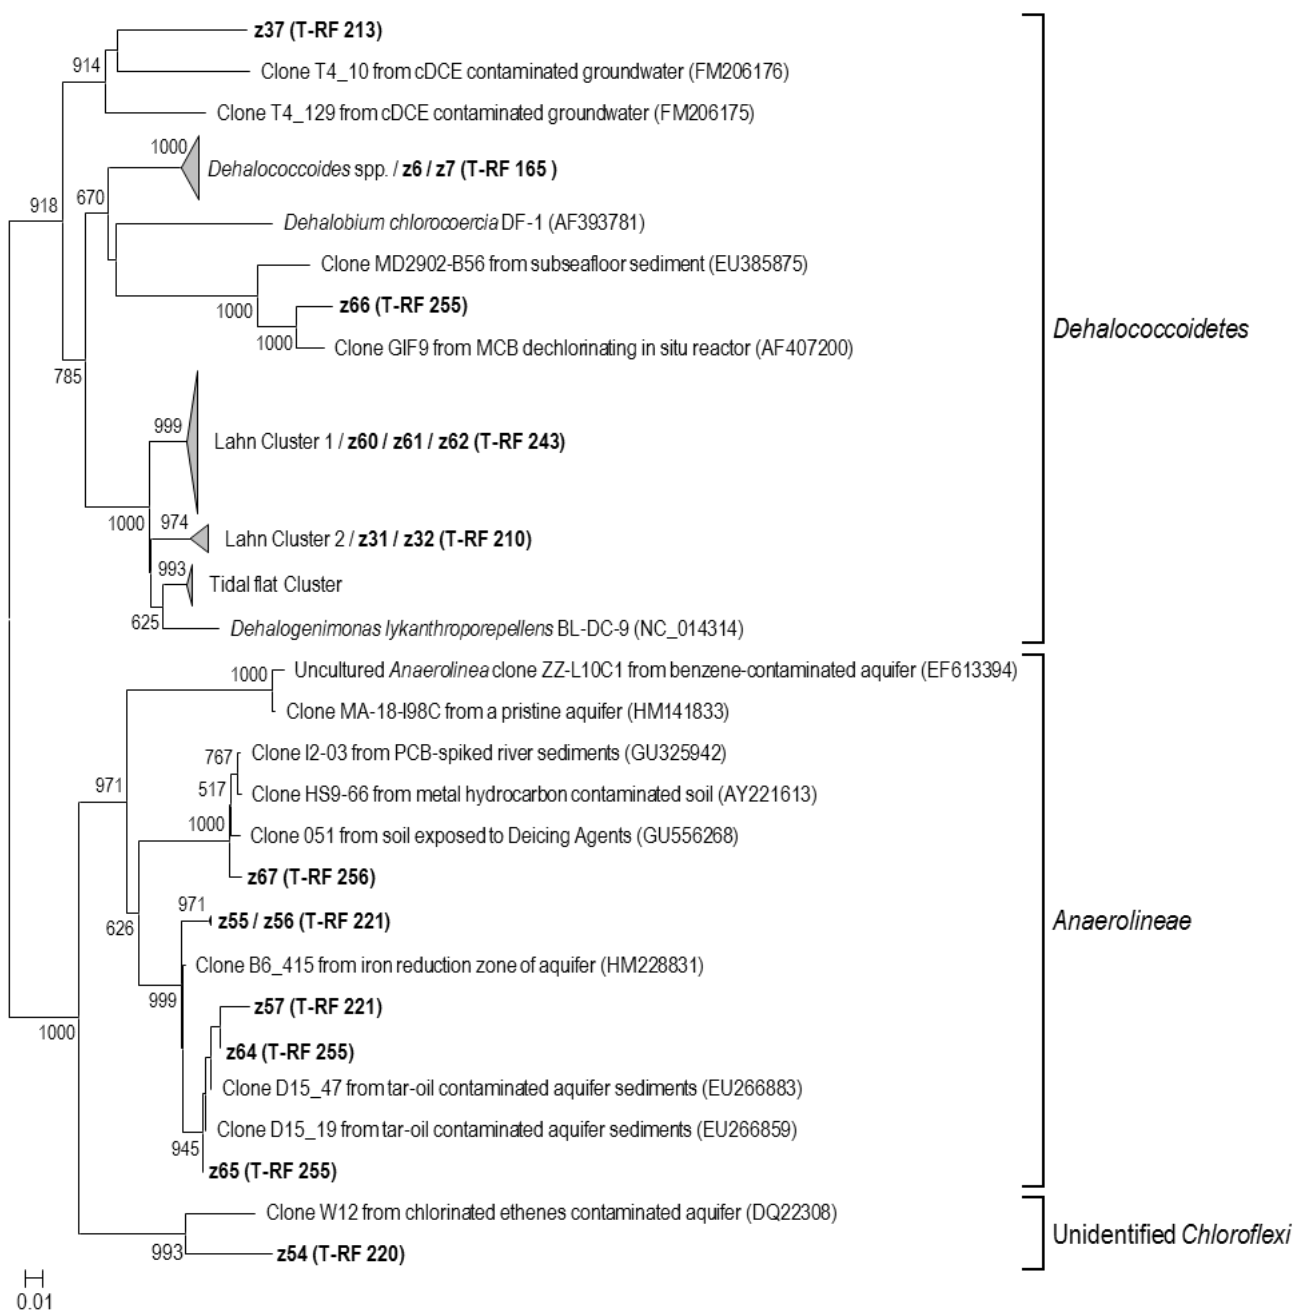 z37 (T-RF 213)
914
Clone T4_10 from cDCE contaminated groundwater (FM206176)
Clone T4_129 from cDCE contaminated groundwater (FM206175)
1000
Dehalococcoides spp. / z6 / z7 (T-RF 165 )
670
918
Dehalobium chlorocoercia DF-1 (AF393781)
Clone MD2902-B56 from subseafloor sediment (EU385875)
1000
z66 (T-RF 255)
Dehalococcoidetes
1000
Clone GIF9 from MCB dechlorinating in situ reactor (AF407200)
785
999
Lahn Cluster 1 / z60 / z61 / z62 (T-RF 243)
1000
974
Lahn Cluster 2 / z31 / z32 (T-RF 210)
993
Tidal flat Cluster
625
Dehalogenimonas lykanthroporepellens BL-DC-9 (NC_014314)
1000
Uncultured Anaerolinea clone ZZ-L10C1 from benzene-contaminated aquifer (EF613394)
Clone MA-18-I98C from a pristine aquifer (HM141833)
767
Clone I2-03 from PCB-spiked river sediments (GU325942)
971
517
Clone HS9-66 from metal hydrocarbon contaminated soil (AY221613)
1000
Clone 051 from soil exposed to Deicing Agents (GU556268)
z67 (T-RF 256)
971
z55 / z56 (T-RF 221)
Anaerolineae
626
Clone B6_415 from iron reduction zone of aquifer (HM228831)
999
z57 (T-RF 221)
1000
z64 (T-RF 255)
Clone D15_47 from tar-oil contaminated aquifer sediments (EU266883)
Clone D15_19 from tar-oil contaminated aquifer sediments (EU266859)
945
z65 (T-RF 255)
Clone W12 from chlorinated ethenes contaminated aquifer (DQ22308)
Unidentified Chloroflexi
993
z54 (T-RF 220)
0.01